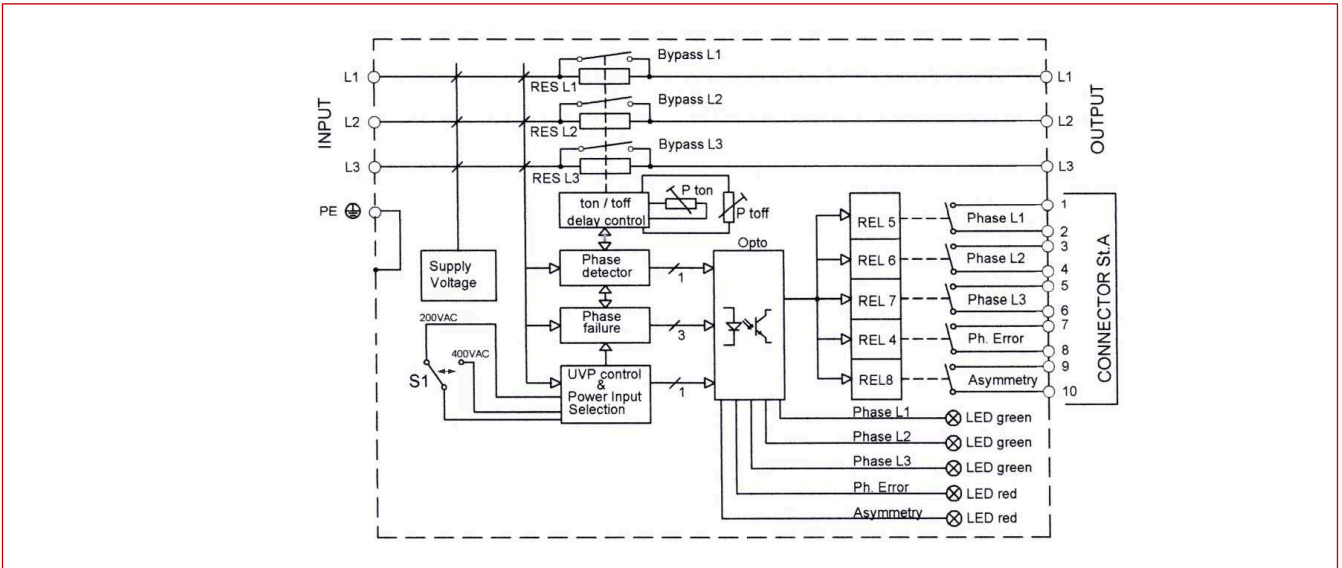 Bypass L1
L1
RES L1
L1
INPUT
Bypass L2
L2
RES L2
L2
OUTPUT
Bypass L3
L3
RES L3
L3
PE
ton / toff
delay control
P ton
P toff
Opto
Supply
Voltage
Phase
detector
1
Phase
failure
3
200VAC
400VAC
S1
UVP control
&
Power Input
Selection
1
REL 5
Phase L1
1
2
REL 6
Phase L2
3
4
REL 7
Phase L3
5
6
REL 4
Ph. Error
7
8
REL8
Asymmetry
9
10
CONNECTOR St.A
Phase L1
LED green
Phase L2
LED green
Phase L3
LED green
Ph. Error
LED red
Asymmetry
LED red